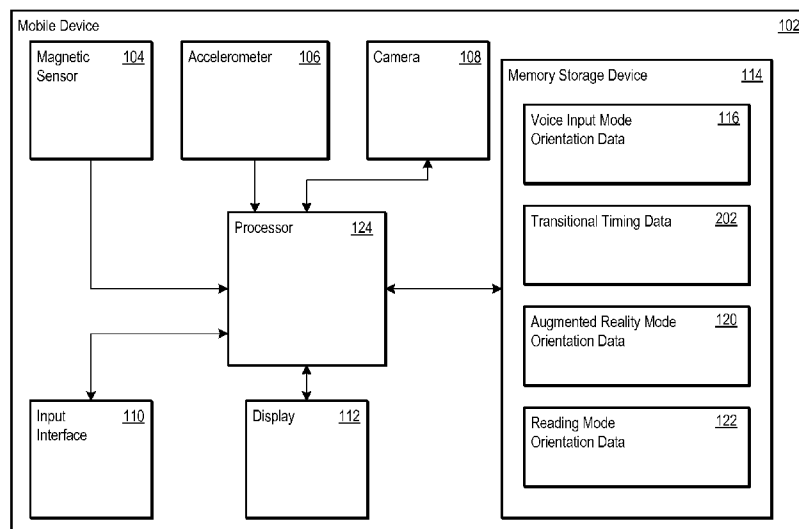 Mobile Device 102
Magnetic 104
Sensor
Accelerometer 106
Camera 108
Memory Storage Device 114
Voice Input Mode 116
Orientation Data
Transitional Timing Data 202
Augmented Reality Mode 120
Orientation Data
Reading Mode 122
Orientation Data
Processor 124
Input 110
Interface
Display 112